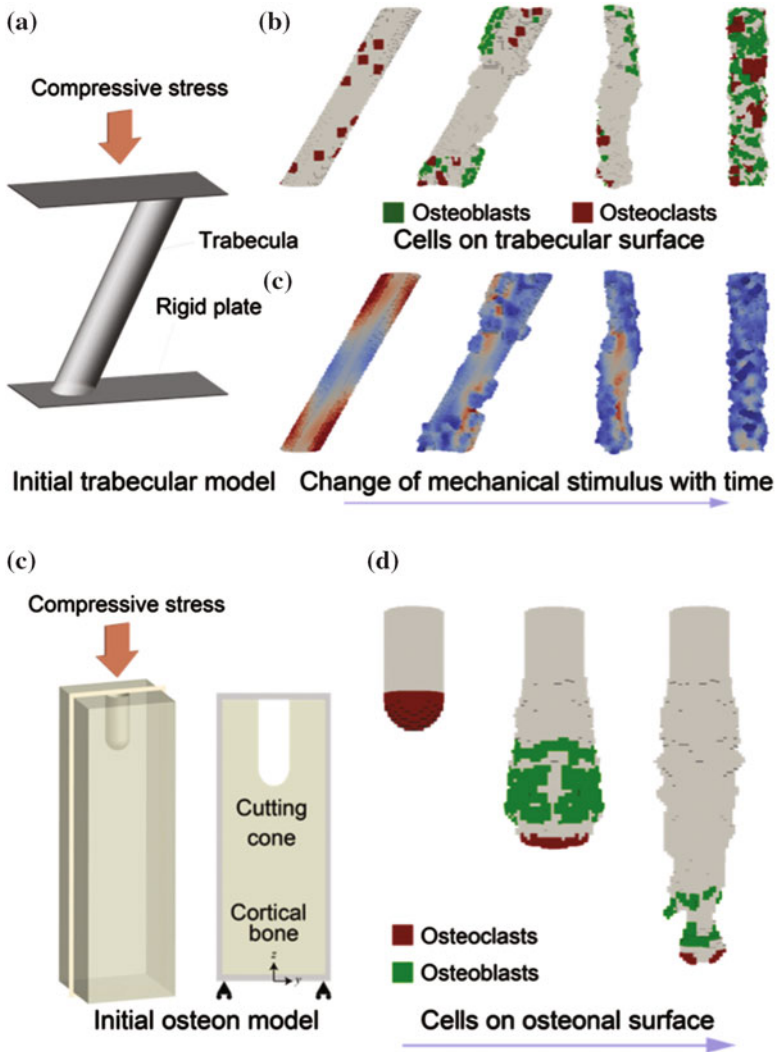 (a)
Compressive stress
Trabecula
Rigid plate
Initial trabecular model
(b)
Osteoblasts
Osteoclasts
Cells on trabecular surface
(c)
Change of mechanical stimulus with time
(c)
Compressive stress
Cutting
cone
Cortical
bone
z
y
Initial osteon model
(d)
Osteoclasts
Osteoblasts
Cells on osteonal surface